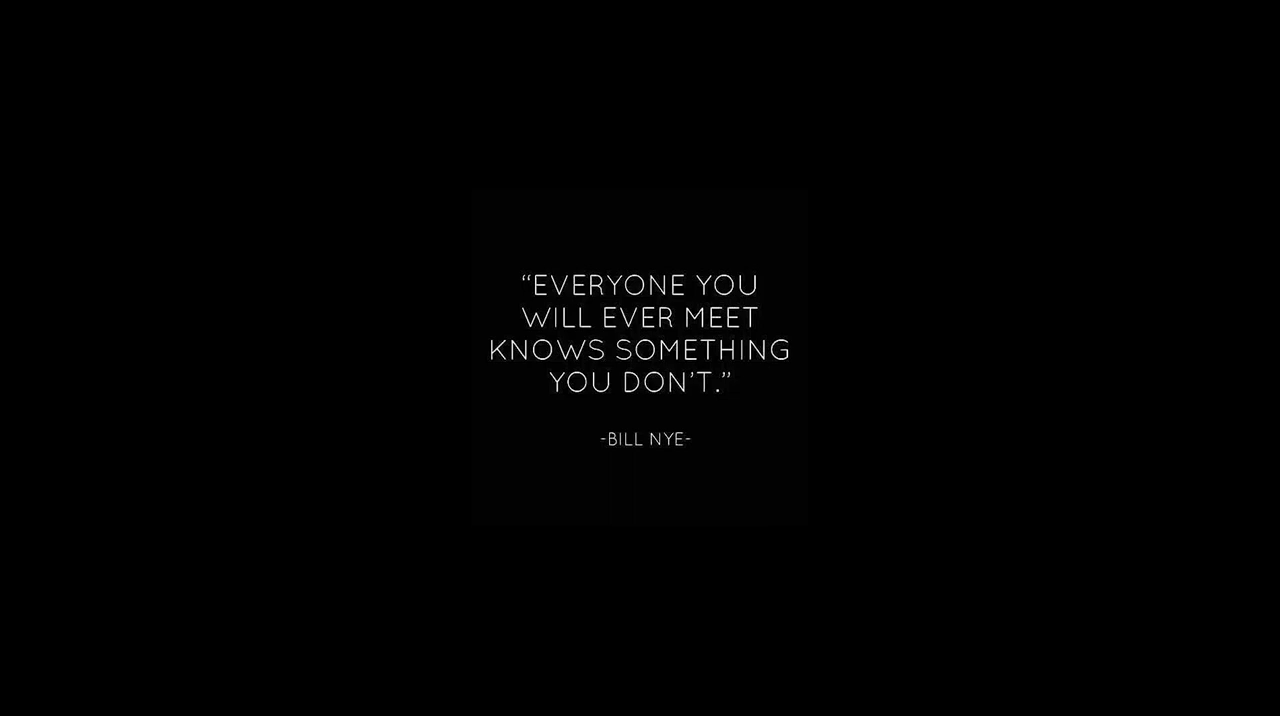 “EVERYONE YOU
WILL EVER MEET
KNOWS SOMETHING
YOU DON’T.”
-BILL NYE-